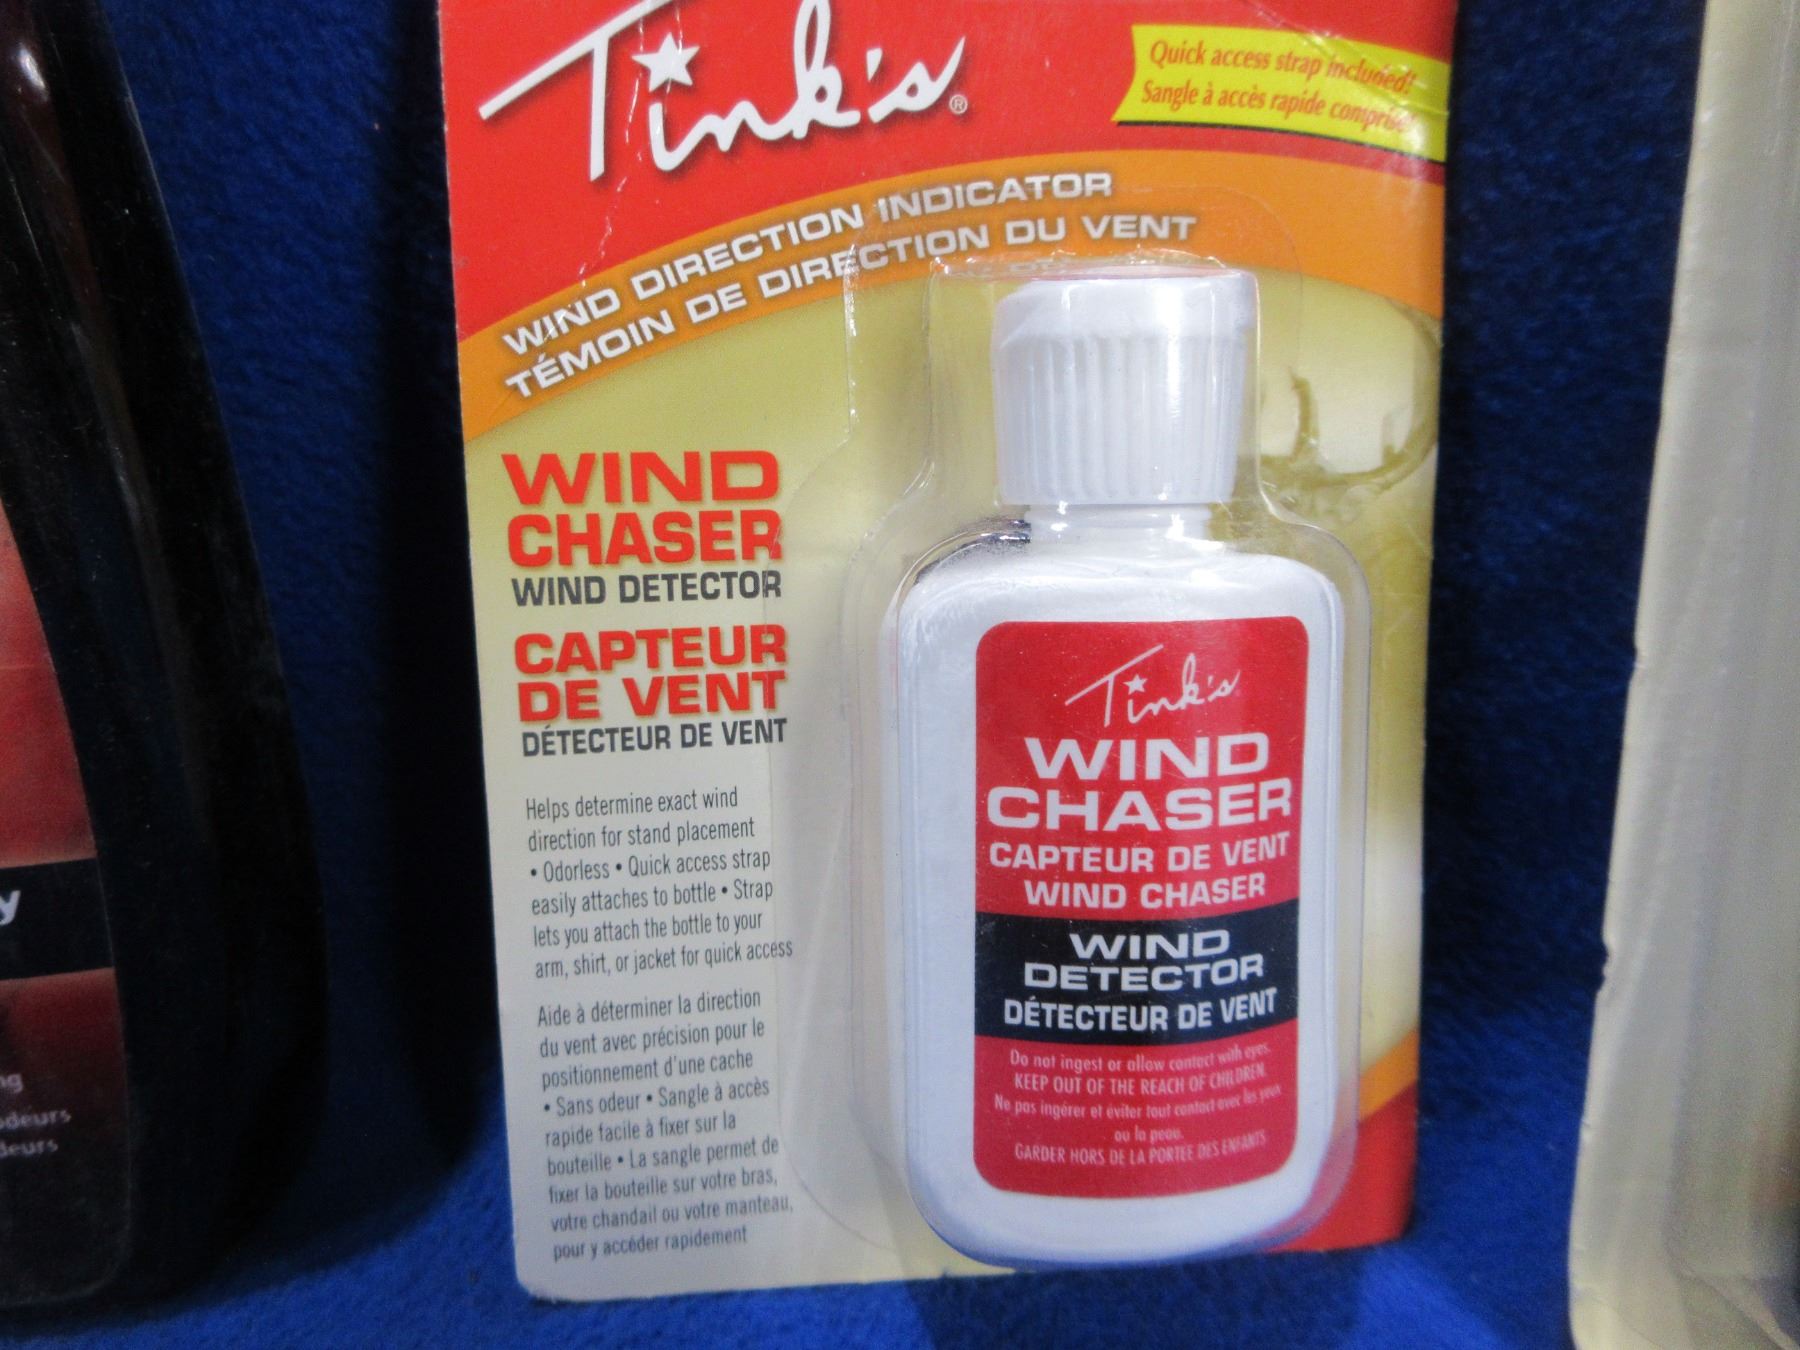 Tink's®
Quick access strap included!
Sangle à accès rapide comprise!
WIND DIRECTION INDICATOR
TÉMOIN DE DIRECTION DU VENT
WIND
CHASER
WIND DETECTOR
CAPTEUR
DE VENT
DÉTECTEUR DE VENT
Helps determine exact wind
direction for stand placement
• Odorless • Quick access strap
easily attaches to bottle • Strap
lets you attach the bottle to your
arm, shirt, or jacket for quick access
Aide à déterminer la direction
du vent avec précision pour le
positionnement d'une cache
• Sans odeur • Sangle à accès
rapide facile à fixer sur la
bouteille • La sangle permet de
fixer la bouteille sur votre bras,
votre chandail ou votre manteau,
pour y accéder rapidement
Tink's
WIND
CHASER
CAPTEUR DE VENT
WIND CHASER
WIND
DETECTOR
DÉTECTEUR DE VENT
Do not ingest or allow contact with eyes.
KEEP OUT OF THE REACH OF CHILDREN.
Ne pas ingérer et éviter tout contact avec les yeux
ou la peau.
GARDER HORS DE LA PORTÉE DES ENFANTS
y
ng
odeurs
deurs